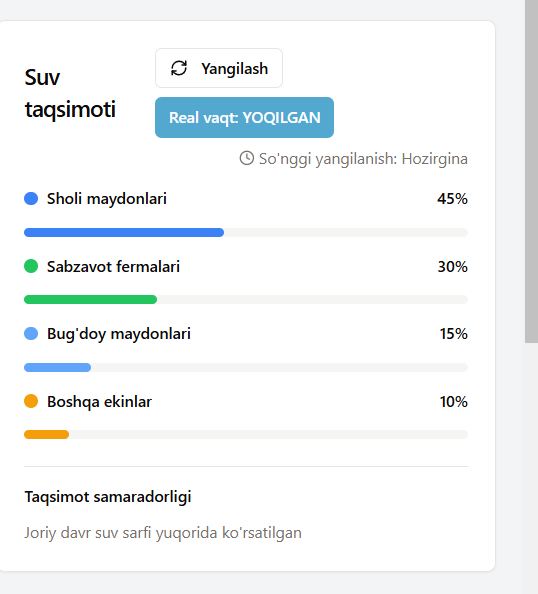 Suv
taqsimoti
Yangilash
Real vaqt: YOQILGAN
So'nggi yangilanish: Hozirgina
Sholi maydonlari 45%
Sabzavot fermalari 30%
Bug'doy maydonlari 15%
Boshqa ekinlar 10%
Taqsimot samaradorligi
Joriy davr suv sarfi yuqorida ko'rsatilgan